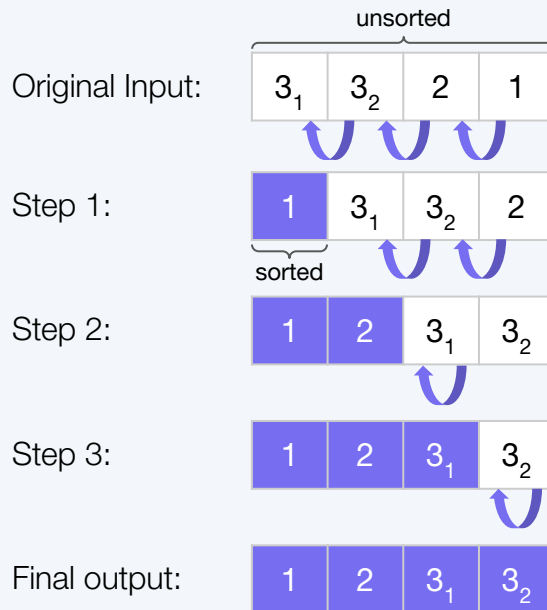 unsorted
Original Input: 3₁ 3₂ 2 1
Step 1: 1 3₁ 3₂ 2
sorted
Step 2: 1 2 3₁ 3₂
Step 3: 1 2 3₁ 3₂
Final output: 1 2 3₁ 3₂